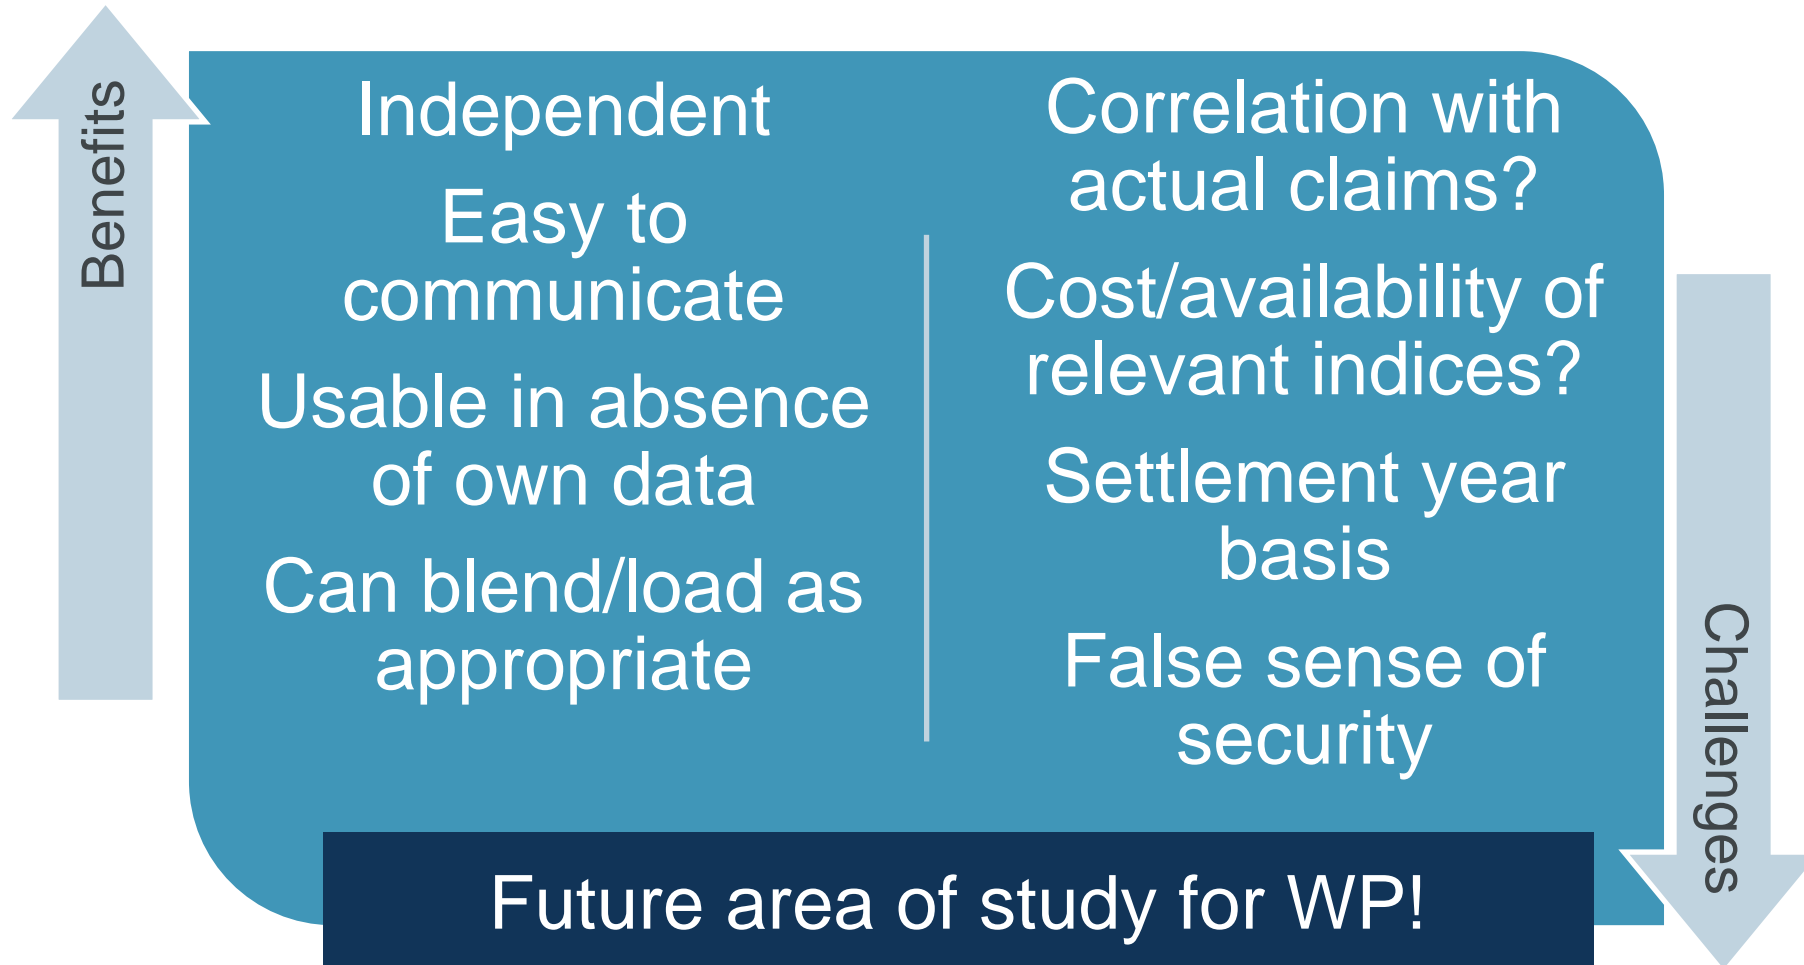 Benefits
Independent
Easy to
communicate
Usable in absence
of own data
Can blend/load as
appropriate
Correlation with
actual claims?
Cost/availability of
relevant indices?
Settlement year
basis
False sense of
security
Challenges
Future area of study for WP!